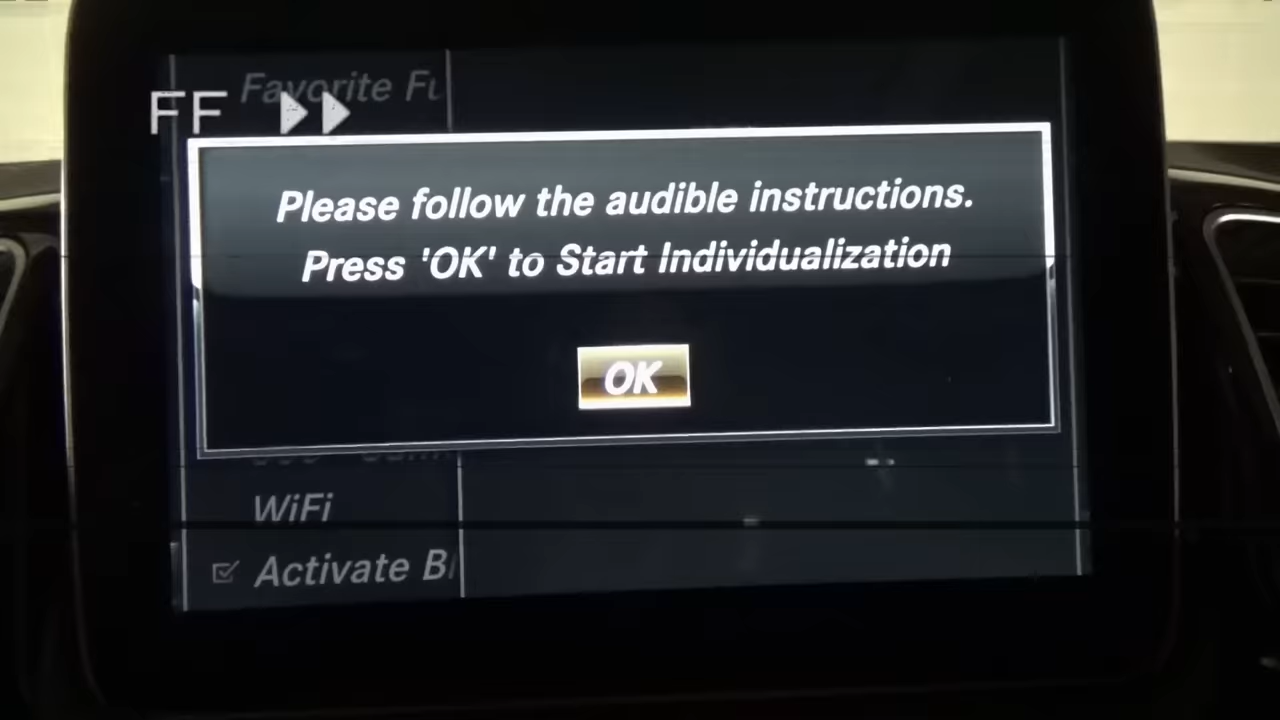 Favorite Fu
FF
Please follow the audible instructions.
Press 'OK' to Start Individualization
OK
WiFi
Activate Bl